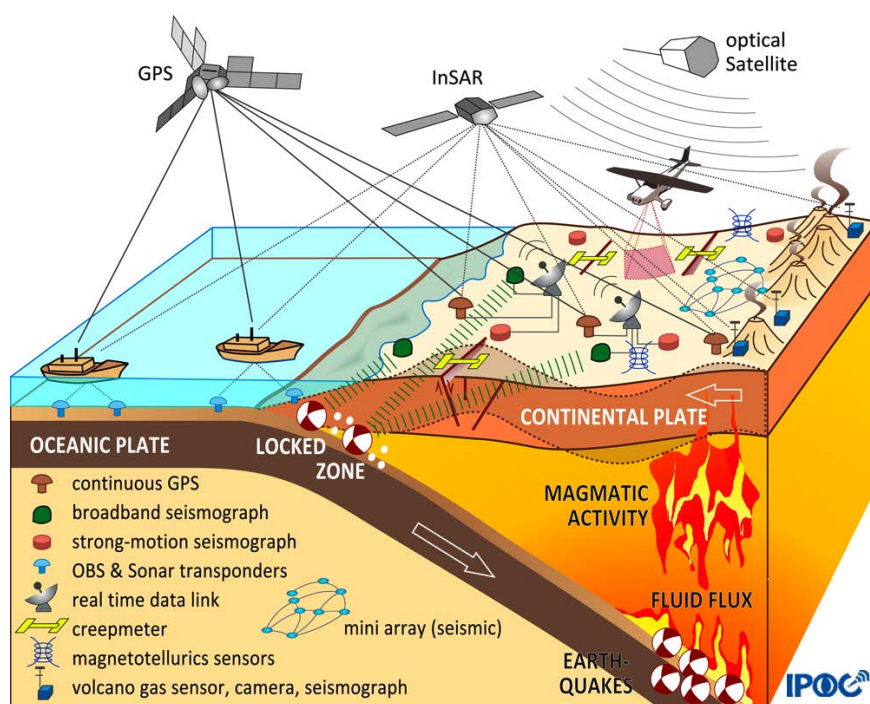 GPS
InSAR
optical
Satellite
OCEANIC PLATE
LOCKED
ZONE
CONTINENTAL PLATE
MAGMATIC
ACTIVITY
FLUID FLUX
EARTH-
QUAKES
continuous GPS
broadband seismograph
strong-motion seismograph
OBS & Sonar transponders
real time data link
creepmeter
magnetotellurics sensors
volcano gas sensor, camera, seismograph
mini array (seismic)
IPOC